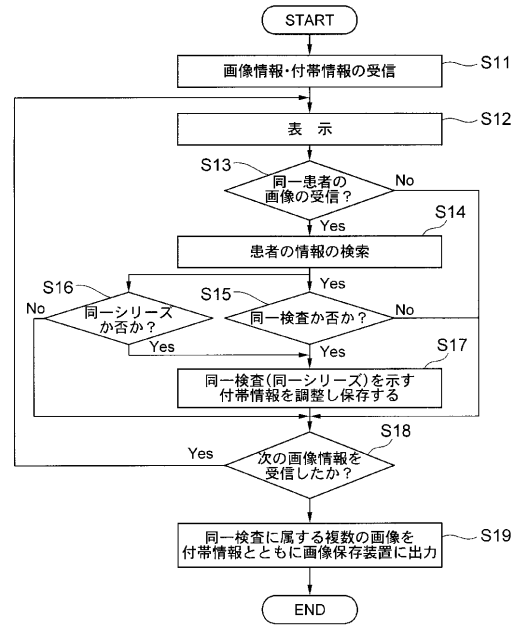 START
画像情報・付帯情報の受信
S11
表 示
S12
S13
同一患者の
画像の受信？
No
Yes
S14
患者の情報の検索
S16
S15
Yes
No
同一シリーズ
か否か？
同一検査か否か？
No
Yes
Yes
S17
同一検査(同一シリーズ)を示す
付帯情報を調整し保存する
S18
Yes
次の画像情報を
受信したか？
No
同一検査に属する複数の画像を
付帯情報とともに画像保存装置に出力
S19
END